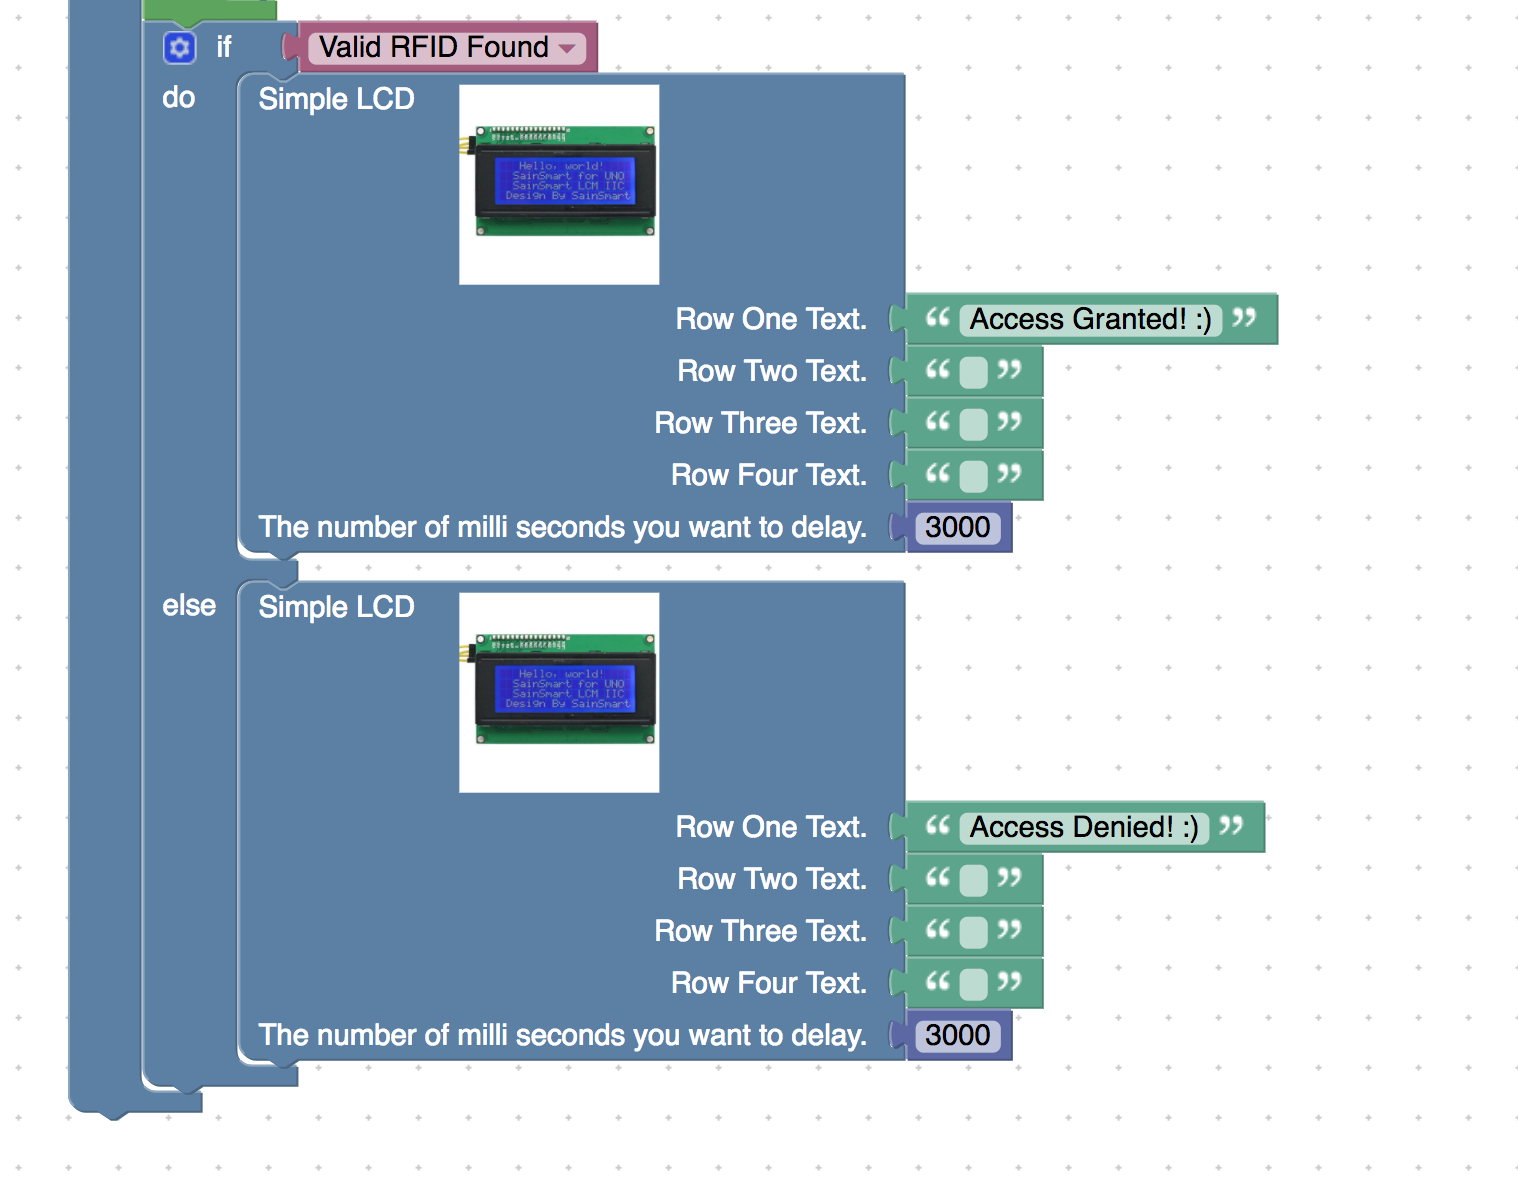 if Valid RFID Found
do Simple LCD
Hello, world!
SainSmart for UNO
SainSmart LCM IIC
Design By SainSmart
Row One Text. “ Access Granted! :) ”
Row Two Text. “ ”
Row Three Text. “ ”
Row Four Text. “ ”
The number of milli seconds you want to delay. 3000
else Simple LCD
Hello, world!
SainSmart for UNO
SainSmart LCM IIC
Design By SainSmart
Row One Text. “ Access Denied! :) ”
Row Two Text. “ ”
Row Three Text. “ ”
Row Four Text. “ ”
The number of milli seconds you want to delay. 3000